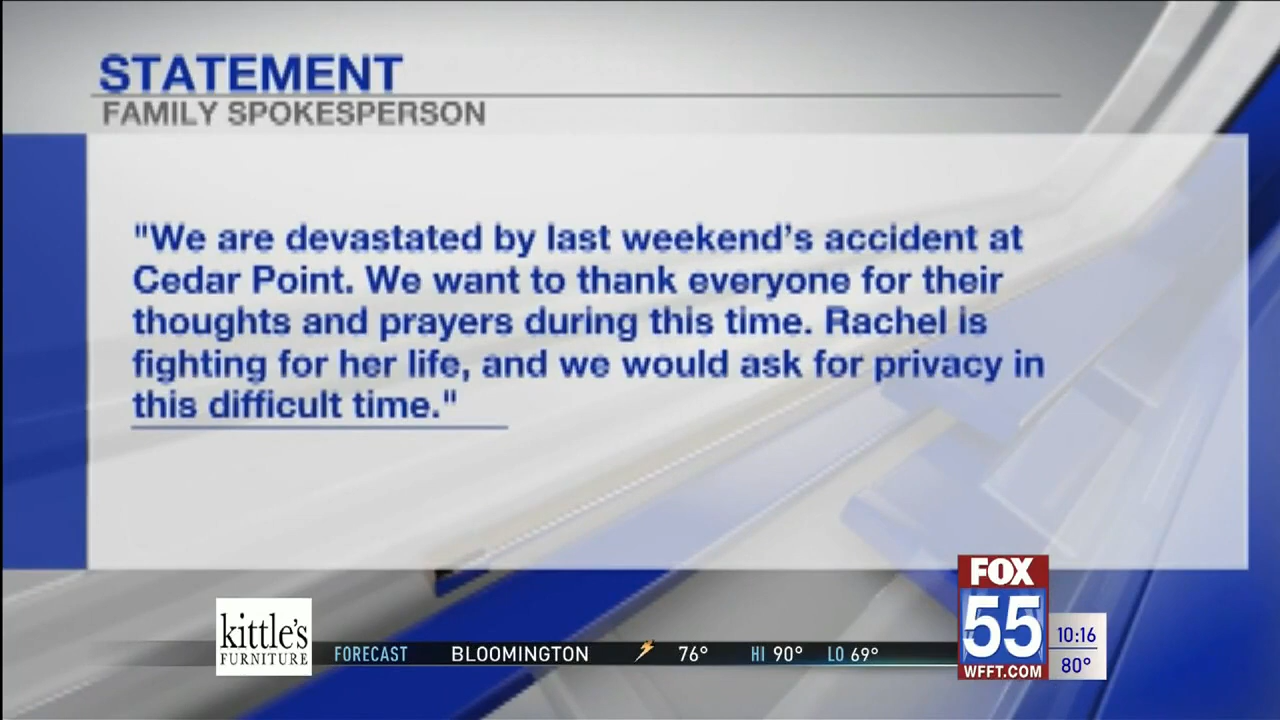 STATEMENT
FAMILY SPOKESPERSON
"We are devastated by last weekend's accident at
Cedar Point. We want to thank everyone for their
thoughts and prayers during this time. Rachel is
fighting for her life, and we would ask for privacy in
this difficult time."
kittle's
FURNITURE
FORECAST BLOOMINGTON 76° HI 90° LO 69°
FOX
55
WFFT.COM
10:16
80°